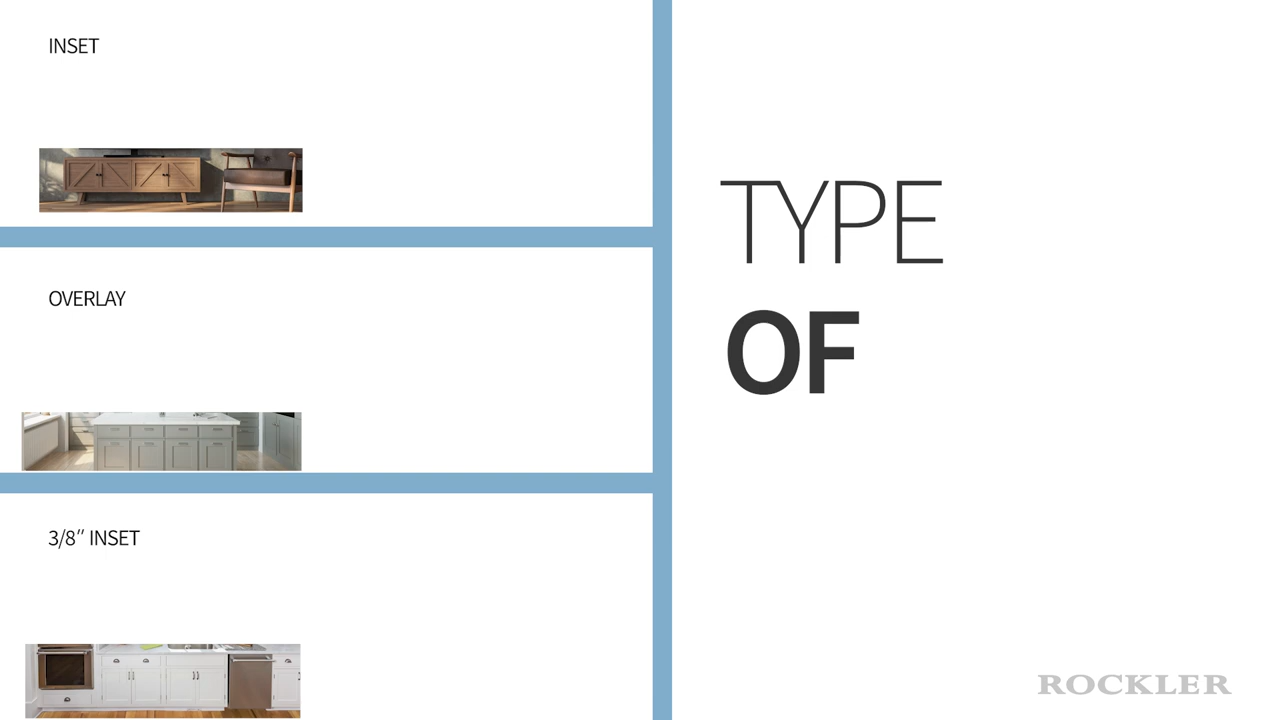 INSET
OVERLAY
3/8″ INSET
TYPE
OF
ROCKLER